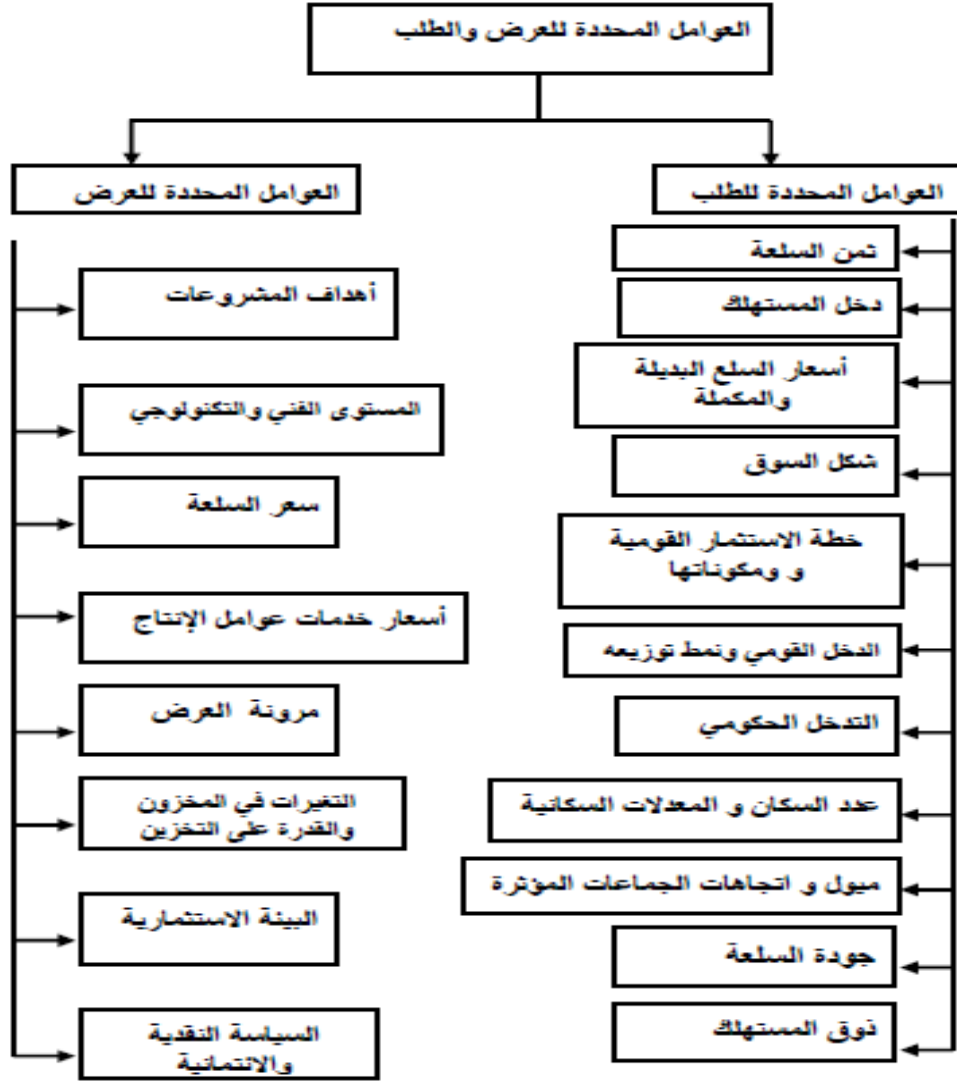 العوامل المحددة للعرض والطلب
العوامل المحددة للطلب
ثمن السلعة
دخل المستهلك
أسعار السلع البديلة
والمكملة
شكل السوق
خطة الاستثمار القومية
و ومكوناتها
الدخل القومي ونمط توزيعه
التدخل الحكومي
عدد السكان و المعدلات السكانية
ميول و اتجاهات الجماعات المؤثرة
جودة السلعة
ذوق المستهلك
العوامل المحددة للعرض
أهداف المشروعات
المستوى الفني والتكنولوجي
سعر السلعة
أسعار خدمات عوامل الإنتاج
مرونة العرض
التغيرات في المخزون
والقدرة على التخزين
البيئة الاستثمارية
السياسة النقدية
والائتمانية